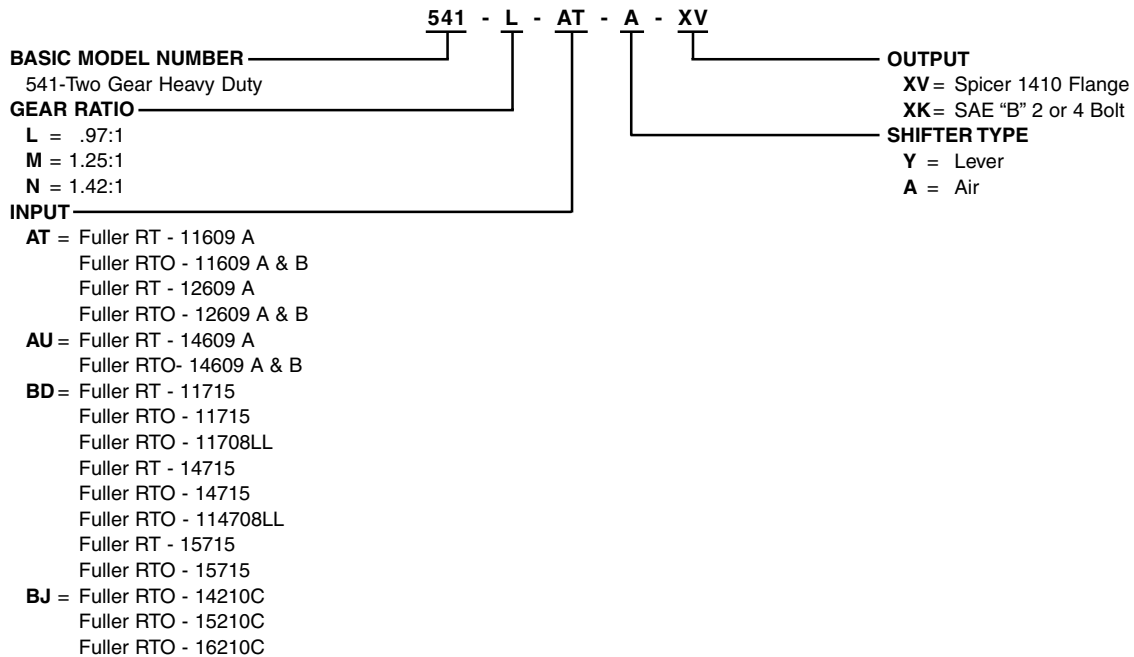 541 - L - AT - A - XV
BASIC MODEL NUMBER
541-Two Gear Heavy Duty
GEAR RATIO
L = .97:1
M = 1.25:1
N = 1.42:1
INPUT
AT = Fuller RT - 11609 A
Fuller RTO - 11609 A & B
Fuller RT - 12609 A
Fuller RTO - 12609 A & B
AU = Fuller RT - 14609 A
Fuller RTO- 14609 A & B
BD = Fuller RT - 11715
Fuller RTO - 11715
Fuller RTO - 11708LL
Fuller RT - 14715
Fuller RTO - 14715
Fuller RTO - 114708LL
Fuller RT - 15715
Fuller RTO - 15715
BJ = Fuller RTO - 14210C
Fuller RTO - 15210C
Fuller RTO - 16210C
OUTPUT
XV = Spicer 1410 Flange
XK = SAE “B” 2 or 4 Bolt
SHIFTER TYPE
Y = Lever
A = Air